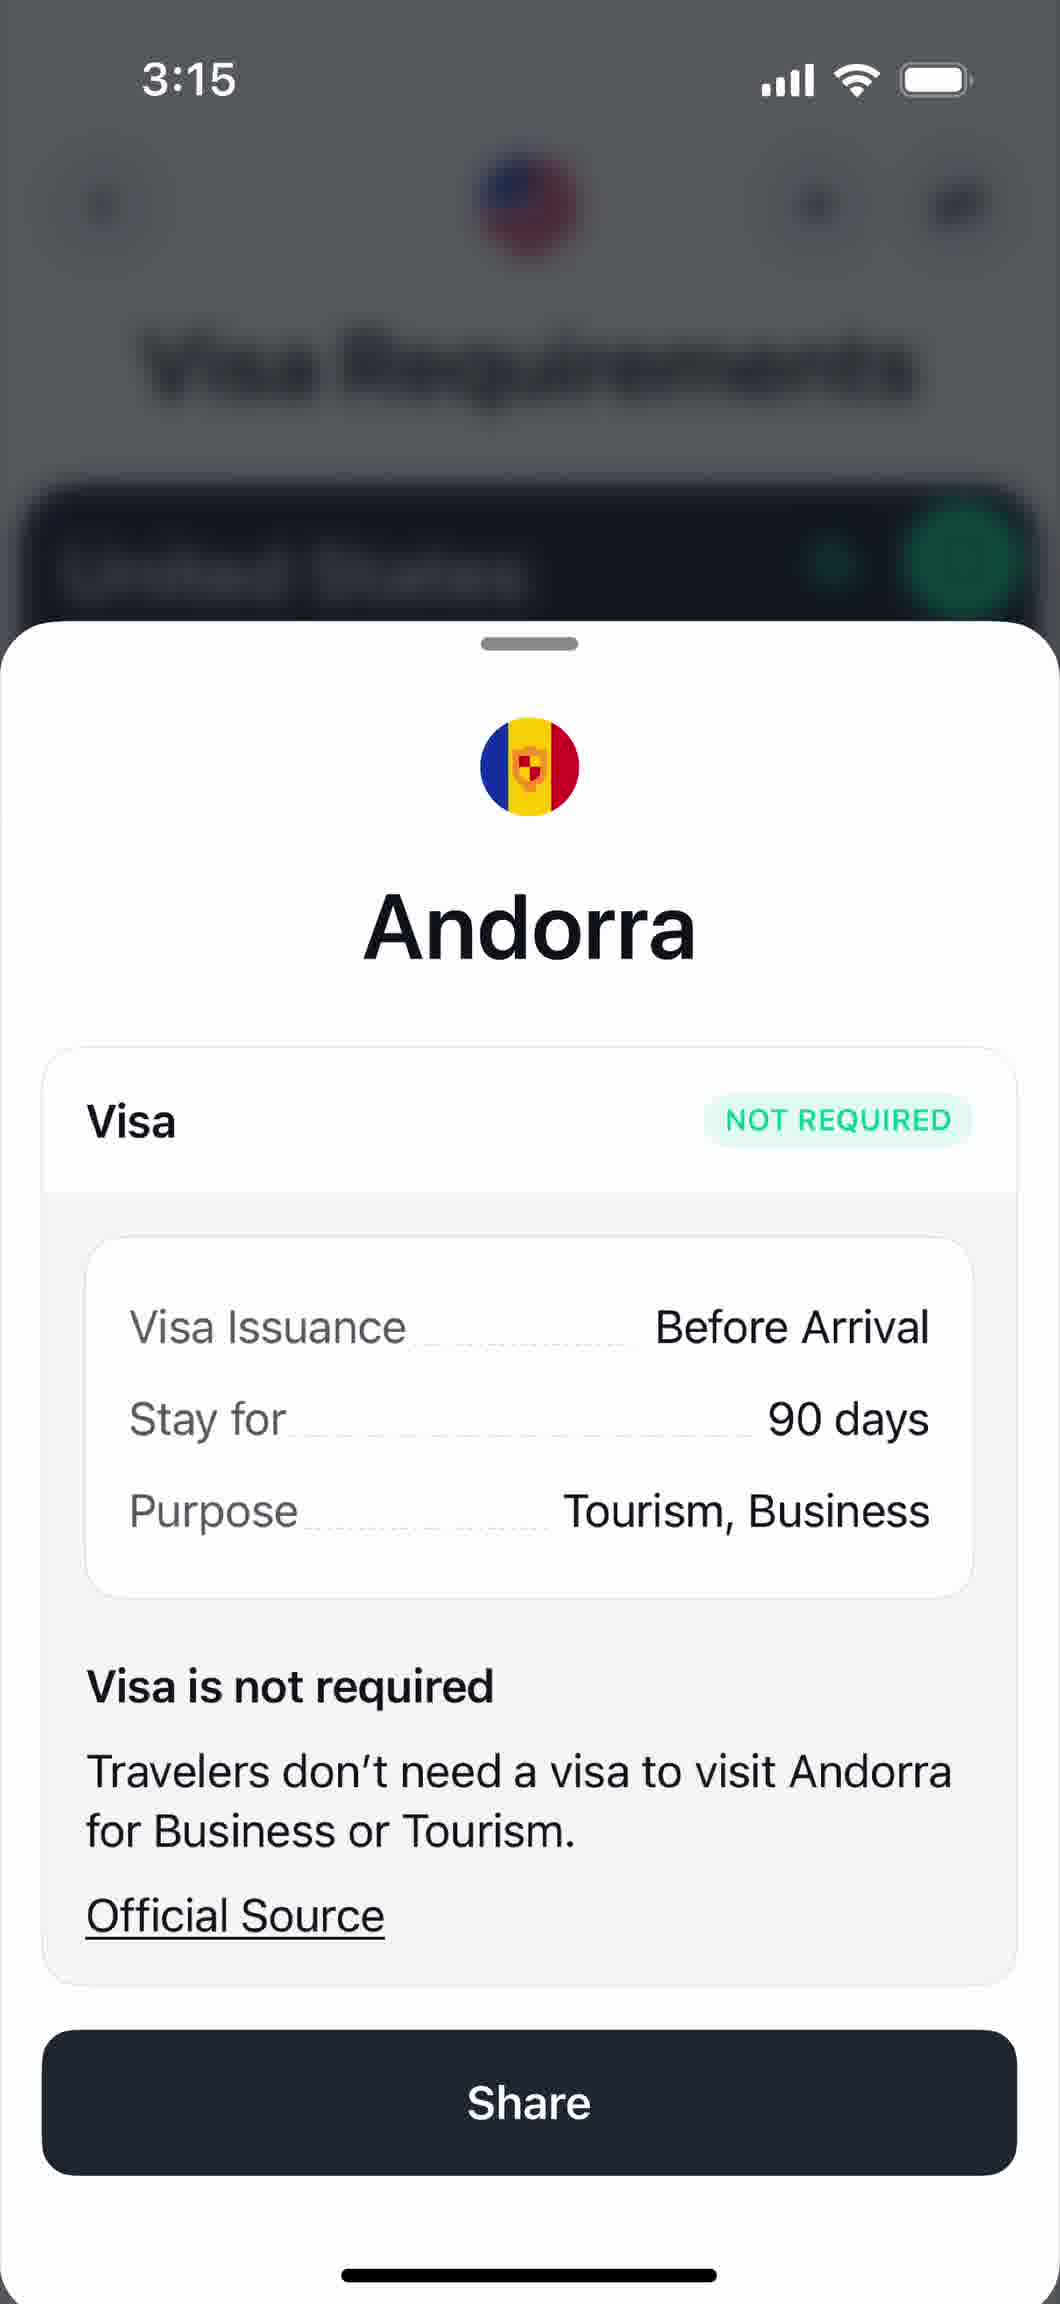 3:15
Visa Requirements
United States
Andorra
Visa
NOT REQUIRED
Visa Issuance
Before Arrival
Stay for
90 days
Purpose
Tourism, Business
Visa is not required
Travelers don’t need a visa to visit Andorra
for Business or Tourism.
Official Source
Share